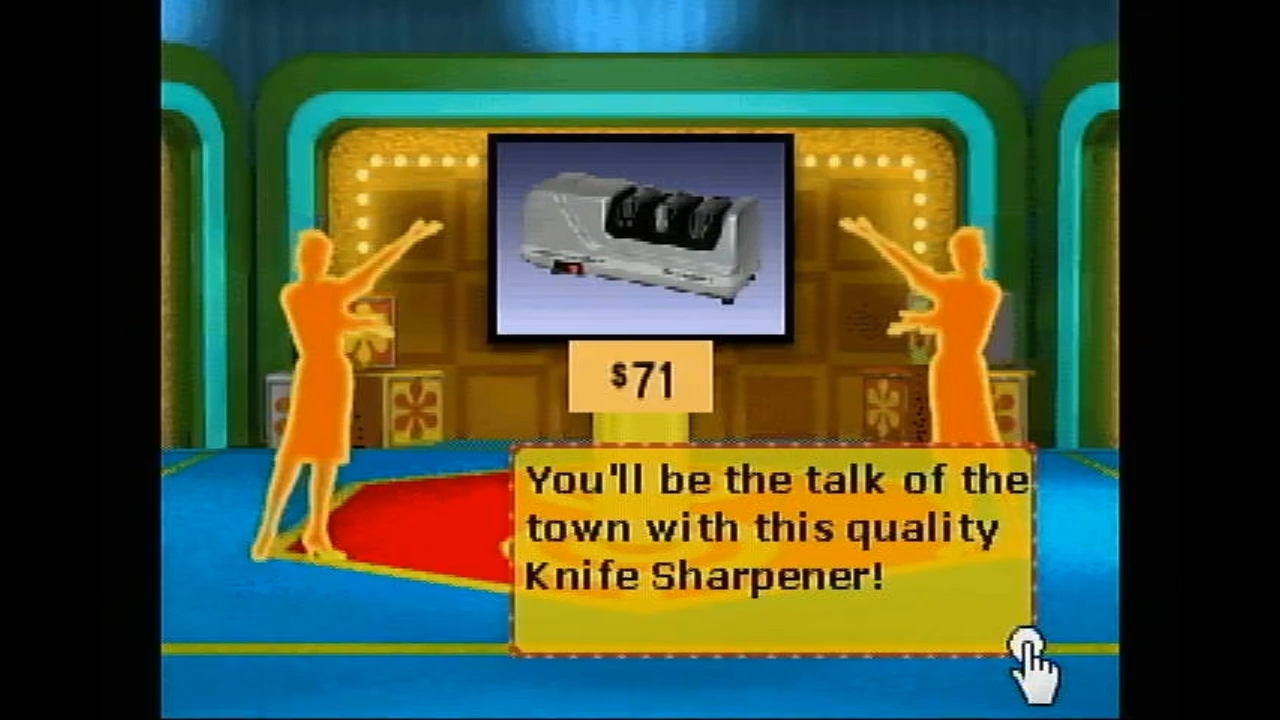 $71
You'll be the talk of the
town with this quality
Knife Sharpener!